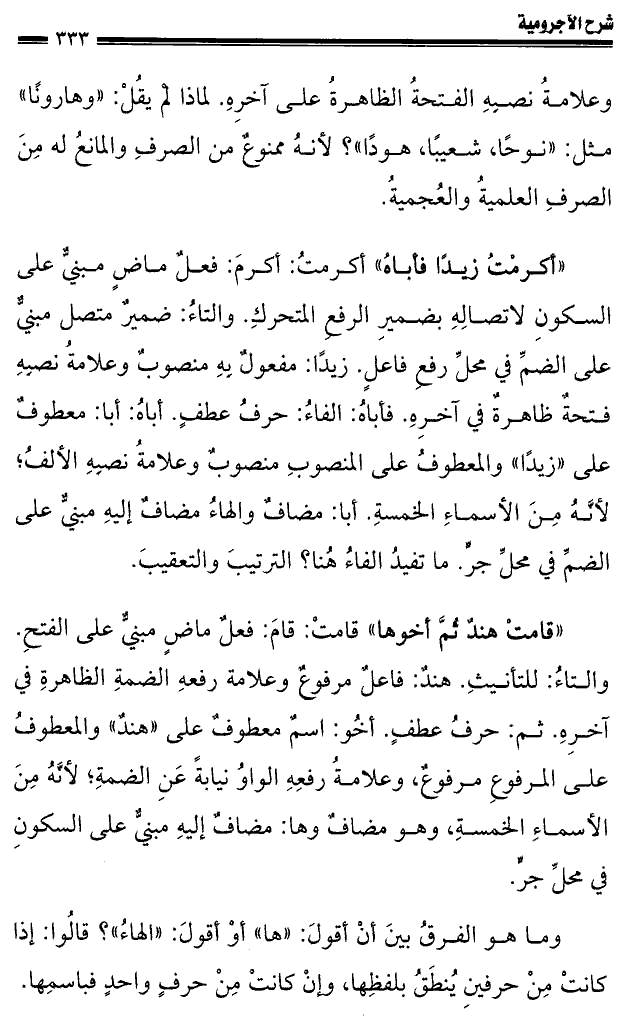 شرح الآجرومية
٣٣٣
وعلامةُ نصبِهِ الفتحةُ الظاهرةُ على آخرِهِ. لماذا لَمْ يقُلْ: «وهارونًا»
مثل: «نوحًا، شعيبًا، هودًا»؟ لأنهُ ممنوعٌ من الصرفِ والمانعُ له مِنَ
الصرفِ العلميةُ والعُجميةُ.
«أكرمْتُ زيدًا فأباهُ» أكرمتُ: أكرمَ: فعلٌ ماضٍ مبنيٌّ على
السكونِ لاتصالِهِ بضميرِ الرفعِ المتحركِ. والتاءُ: ضميرٌ متصل مبنيٌّ
على الضمِّ في محلِّ رفعِ فاعلٍ. زيدًا: مفعولٌ بِهِ منصوبٌ وعلامةُ نصبِهِ
فتحةٌ ظاهرةٌ في آخرِهِ. فأباهُ: الفاءُ: حرفُ عطفٍ. أباهُ: أبا: معطوفٌ
على «زيدًا» والمعطوفُ على المنصوبِ منصوبٌ وعلامةُ نصبِهِ الألفُ؛
لأنَّهُ مِنَ الأسماءِ الخمسةِ. أبا: مضافٌ والهاءُ مضافٌ إليهِ مبنيٌّ على
الضمِّ في محلِّ جرٍّ. ما تفيدُ الفاءُ هُنا؟ الترتيبَ والتعقيبَ.
«قامتْ هندٌ ثُمَّ أخوها» قامتْ: قامَ: فعلٌ ماضٍ مبنيٌّ على الفتحِ.
والتاءُ: للتأنيثِ. هندٌ: فاعلٌ مرفوعٌ وعلامة رفعهِ الضمةِ الظاهرةِ في
آخرِهِ. ثم: حرفُ عطفٍ. أخُو: اسمٌ معطوفٌ على «هندٌ» والمعطوفُ
على المرفوعِ مرفوعٌ، وعلامةُ رفعِهِ الواوُ نيابةً عَنِ الضمةِ؛ لأنَّهُ مِنَ
الأسماءِ الخمسةِ، وهو مضافٌ وها: مضافٌ إليهِ مبنيٌّ على السكونِ
في محلِّ جرٍّ.
وما هو الفرقُ بينَ أنْ أقولَ: «ها» أوْ أقولَ: «الهاءُ»؟ قالُوا: إذا
كانتْ مِنْ حرفينِ يُنطَقُ بلفظِها، وإنْ كانتْ مِنْ حرفٍ واحدٍ فباسمِها.